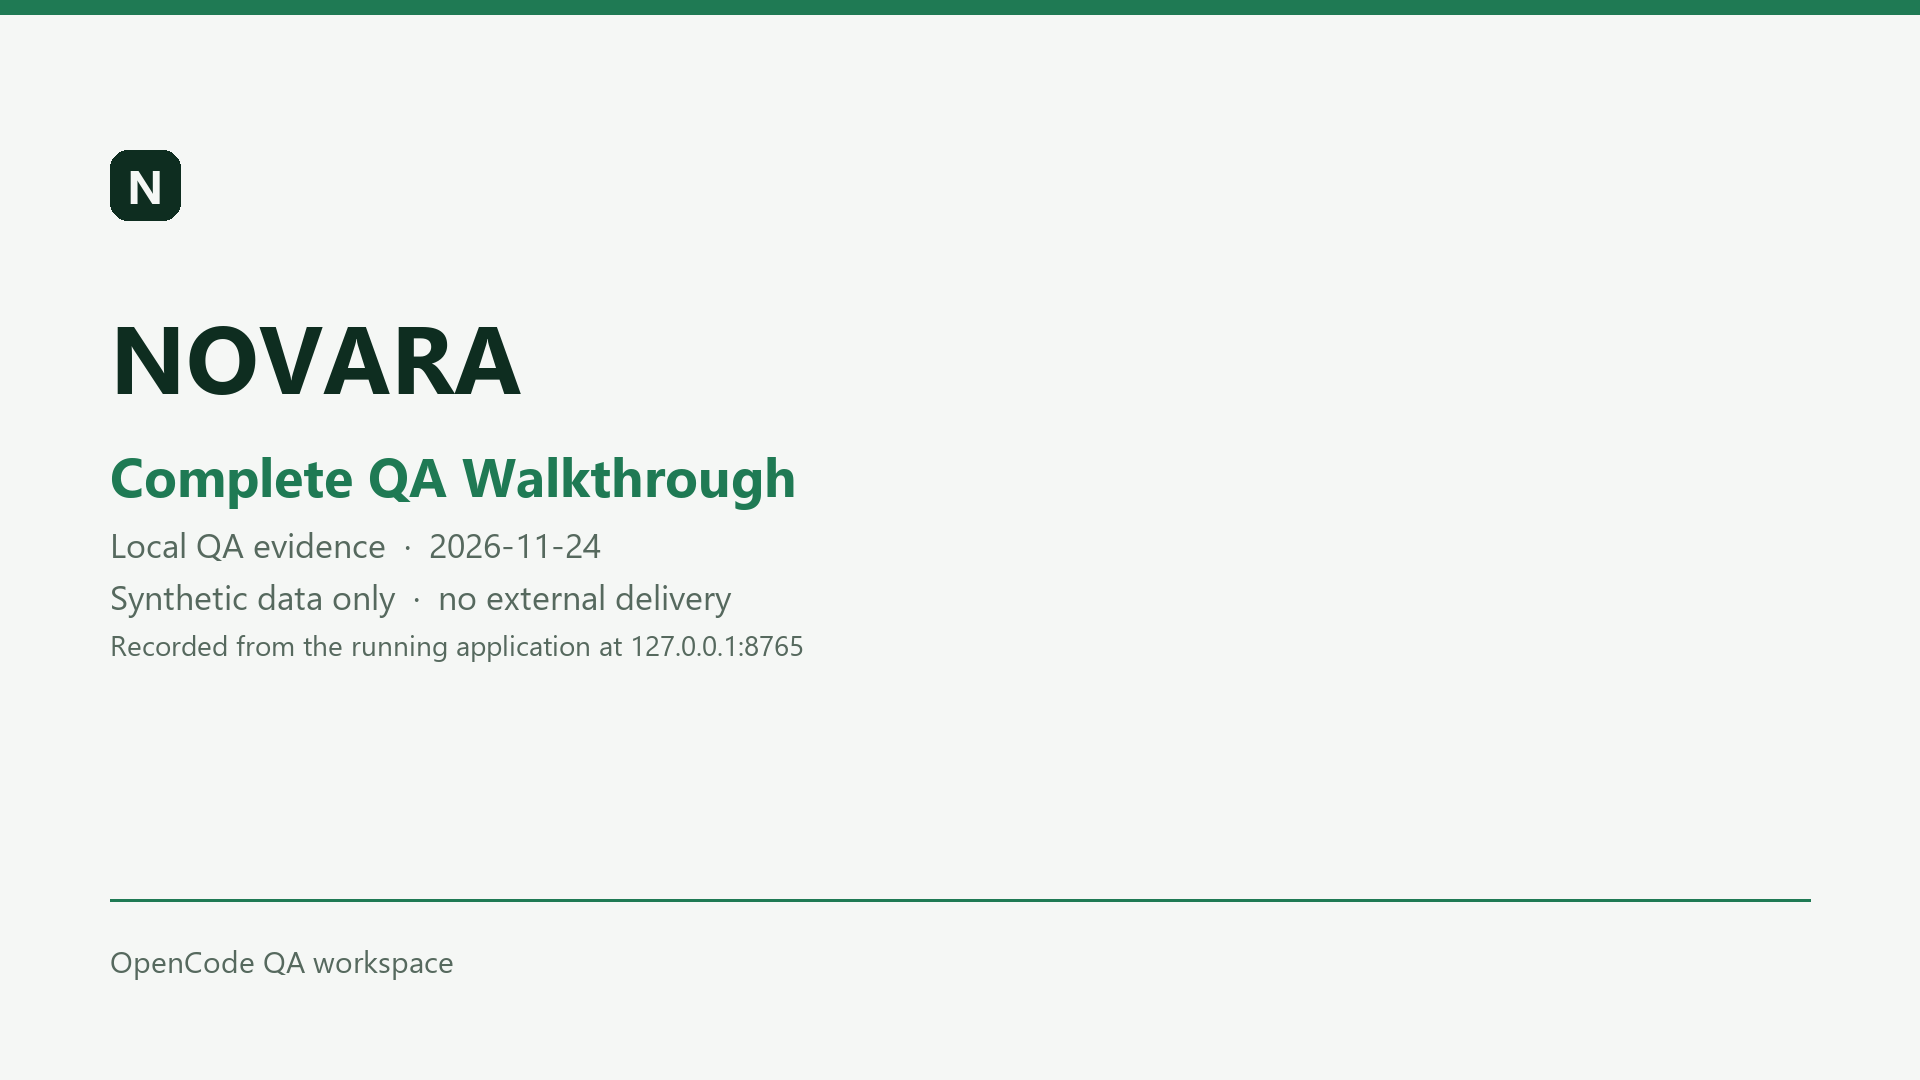 N
NOVARA
Complete QA Walkthrough
Local QA evidence · 2026-11-24
Synthetic data only · no external delivery
Recorded from the running application at 127.0.0.1:8765
OpenCode QA workspace